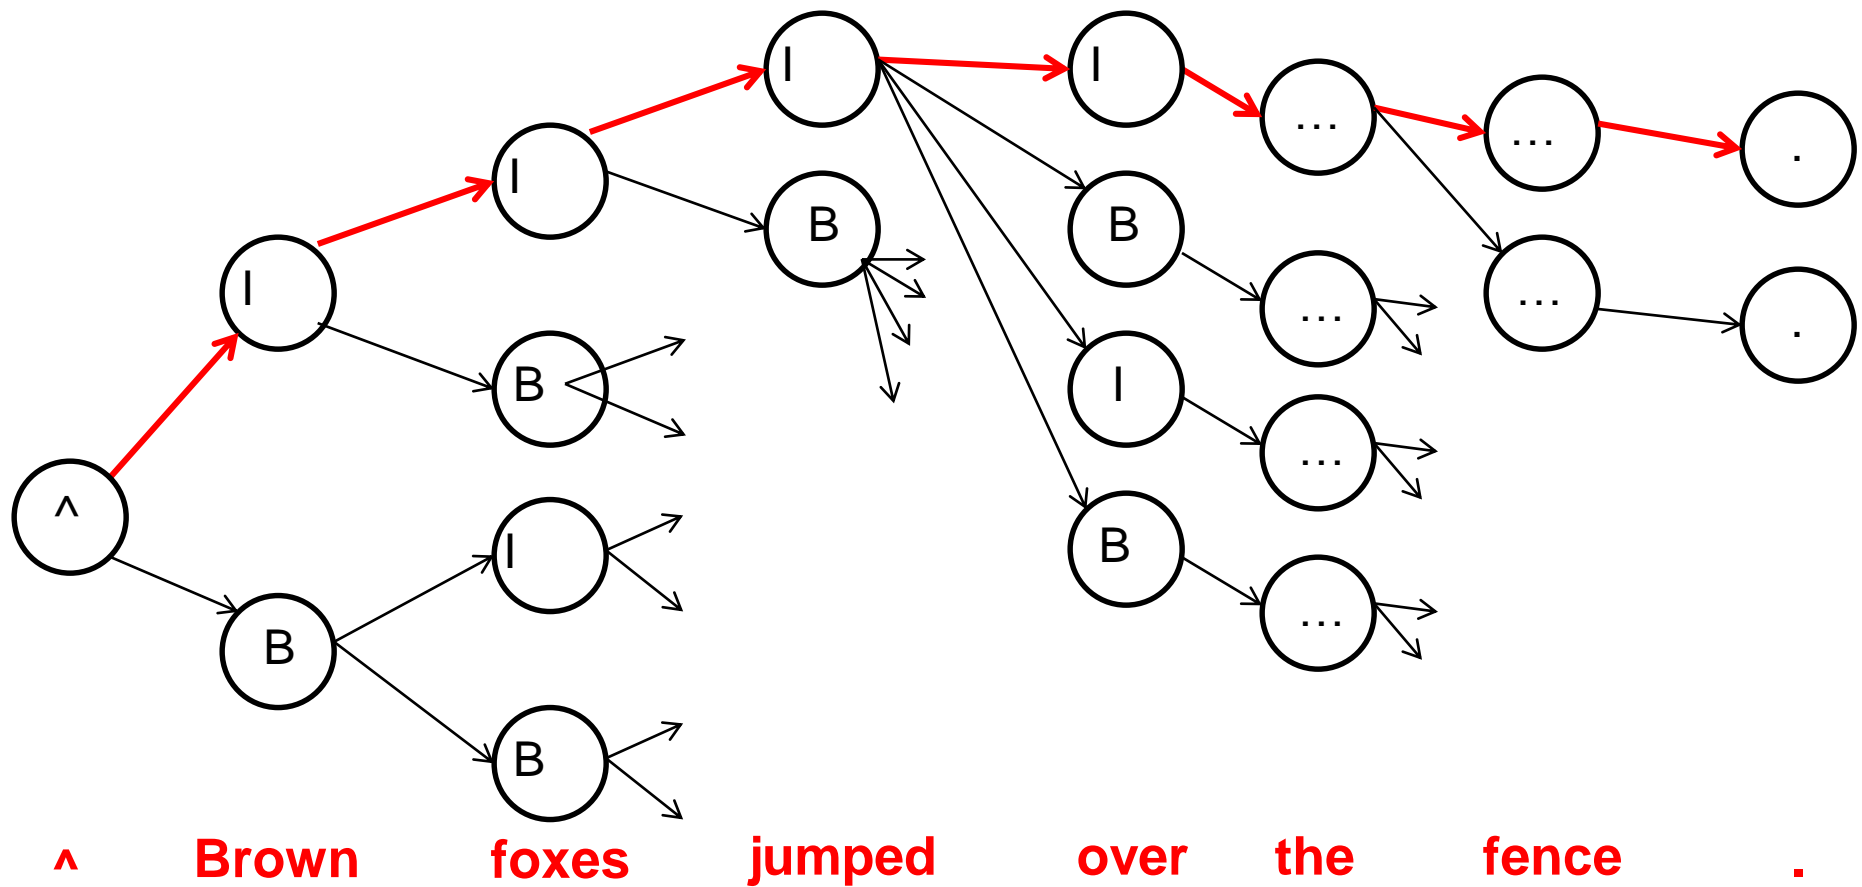 I I
I ... ... .
I B B
I ... ... .
B I ...
^ I B ...
B B ...
^ Brown foxes jumped over the fence .